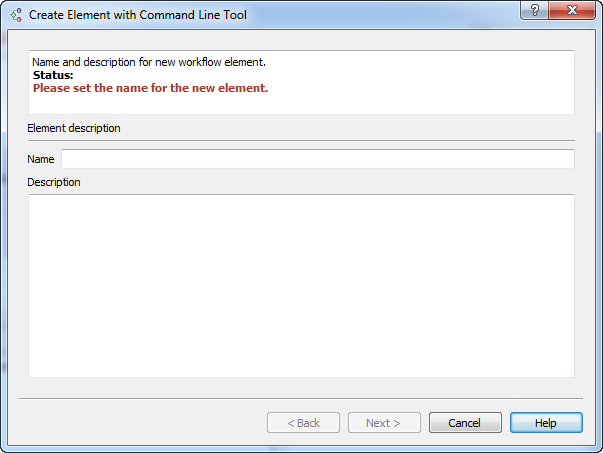 Create Element with Command Line Tool
?
Name and description for new workflow element.
Status:
Please set the name for the new element.
Element description
Name
Description
< Back Next > Cancel Help